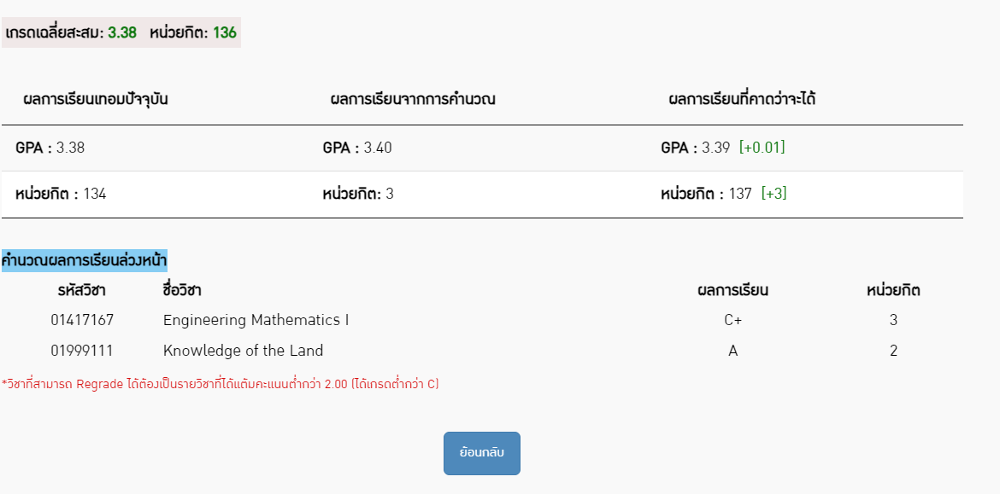 เกรดเฉลี่ยสะสม: 3.38 หน่วยกิต: 136
ผลการเรียนเทอมปัจจุบัน ผลการเรียนจากการคำนวณ ผลการเรียนที่คาดว่าจะได้
GPA : 3.38 GPA : 3.40 GPA : 3.39 [+0.01]
หน่วยกิต : 134 หน่วยกิต: 3 หน่วยกิต : 137 [+3]
คำนวณผลการเรียนล่วงหน้า
รหัสวิชา ชื่อวิชา ผลการเรียน หน่วยกิต
01417167 Engineering Mathematics I C+ 3
01999111 Knowledge of the Land A 2
*วิชาที่สามารถ Regrade ได้ต้องเป็นรายวิชาที่ได้แต้มคะแนนต่ำกว่า 2.00 (ได้เกรดต่ำกว่า C)
ย้อนกลับ